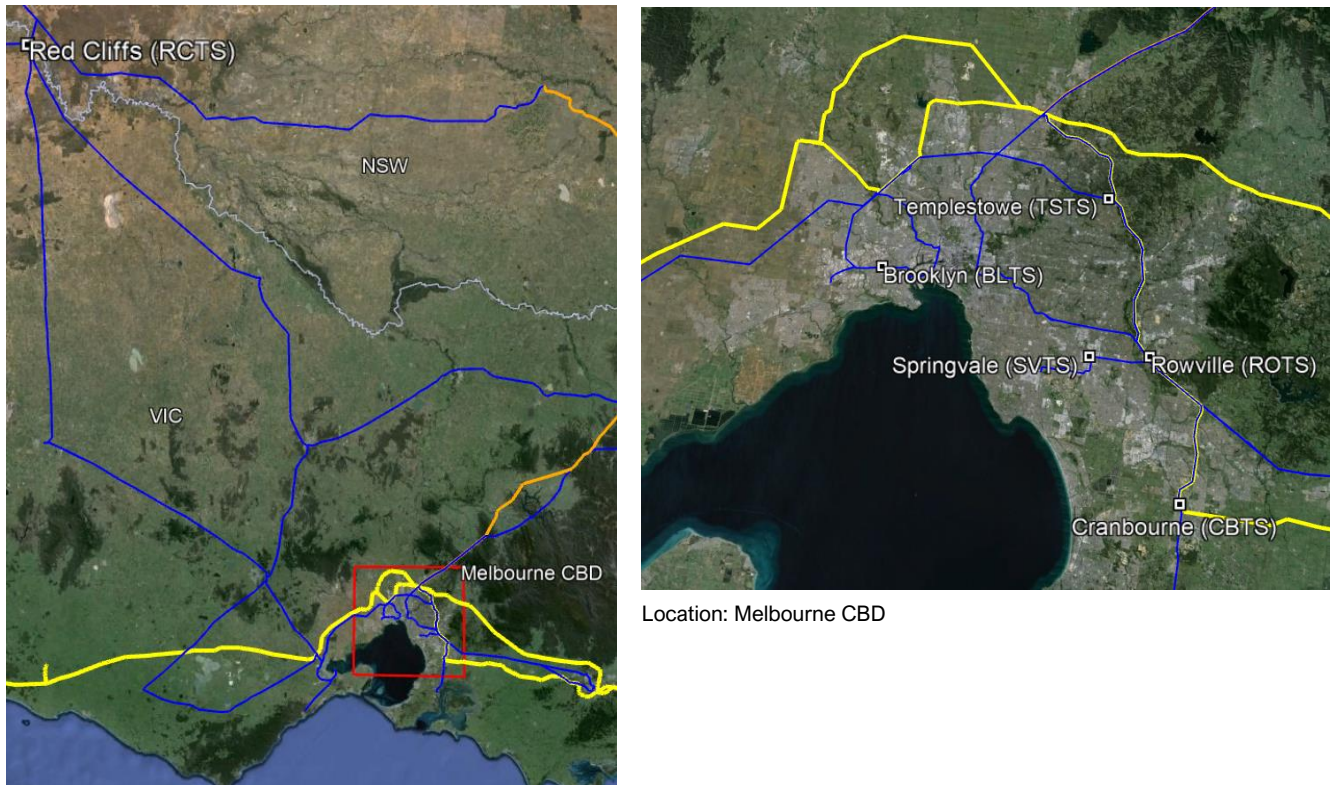 Red Cliffs (RCTS)
NSW
VIC
Melbourne CBD
Templestowe (TSTS)
Brooklyn (BLTS)
Springvale (SVTS)
Rowville (ROTS)
Cranbourne (CBTS)
Location: Melbourne CBD